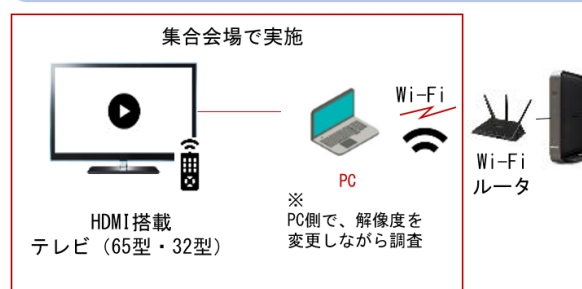 集合会場で実施
Wi-Fi
Wi-Fi
ルータ
PC
※
PC側で、解像度を
変更しながら調査
HDMI搭載
テレビ（65型・32型）